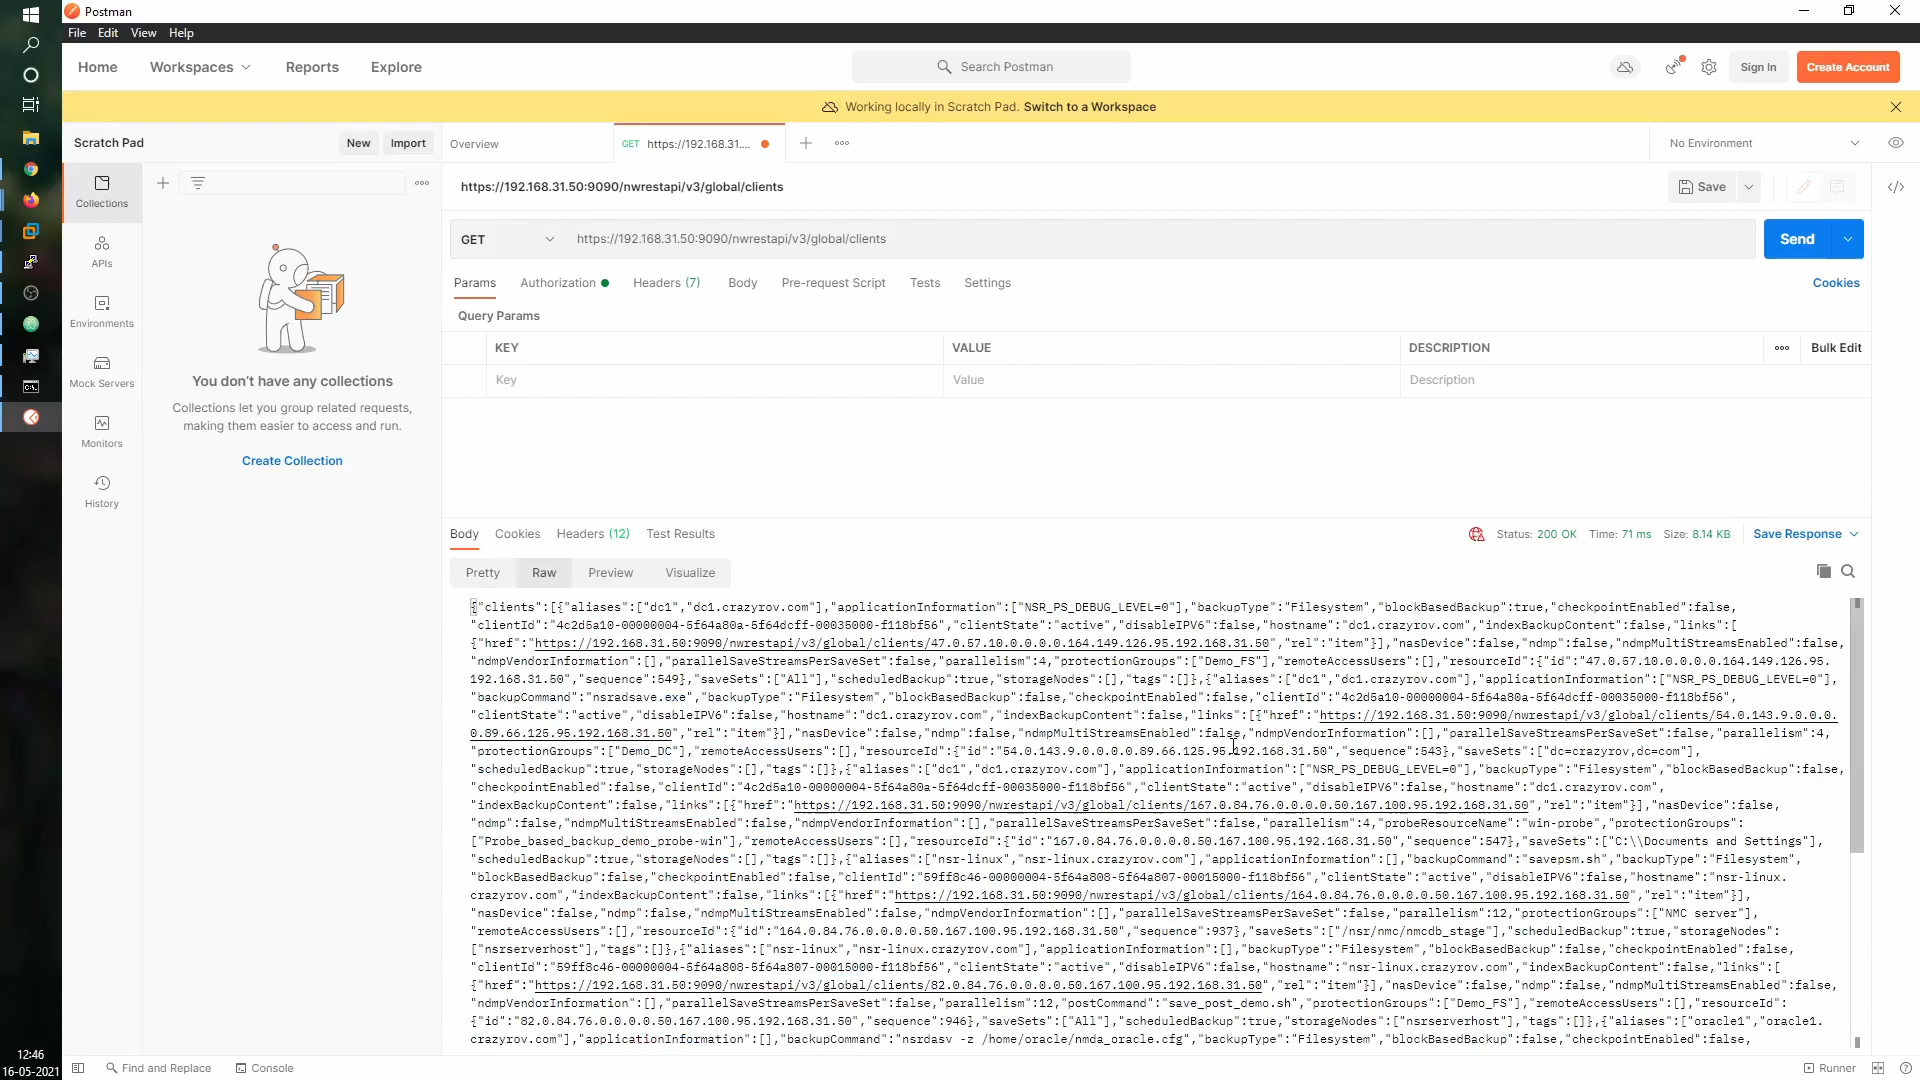 Postman
File Edit View Help
Home Workspaces Reports Explore
Search Postman
Sign In
Create Account
Working locally in Scratch Pad. Switch to a Workspace
Scratch Pad
New
Import
Overview
GET https://192.168.31....
No Environment
Collections
https://192.168.31.50:9090/nwrestapi/v3/global/clients
Save
GET
https://192.168.31.50:9090/nwrestapi/v3/global/clients
Send
APIs
Params Authorization Headers (7) Body Pre-request Script Tests Settings
Cookies
Environments
Query Params
KEY VALUE DESCRIPTION
Bulk Edit
Key Value Description
Mock Servers
You don't have any collections
Collections let you group related requests,
making them easier to access and run.
Create Collection
Monitors
History
Body Cookies Headers (12) Test Results
Status: 200 OK Time: 71 ms Size: 8.14 KB
Save Response
Pretty Raw Preview Visualize
{"clients":[{"aliases":["dc1","dc1.crazyrov.com"],"applicationInformation":["NSR_PS_DEBUG_LEVEL=0"],"backupType":"Filesystem","blockBasedBackup":true,"checkpointEnabled":false,
"clientId":"4c2d5a10-00000004-5f64a80a-5f64dcff-00035000-f118bf56","clientState":"active","disableIPV6":false,"hostname":"dc1.crazyrov.com","indexBackupContent":false,"links":[
{"href":"https://192.168.31.50:9090/nwrestapi/v3/global/clients/47.0.57.10.0.0.0.0.164.149.126.95.192.168.31.50","rel":"item"}],"nasDevice":false,"ndmp":false,"ndmpMultiStreamsEnabled":false,
"ndmpVendorInformation":[],"parallelSaveStreamsPerSaveSet":false,"parallelism":4,"protectionGroups":["Demo_FS"],"remoteAccessUsers":[],"resourceId":{"id":"47.0.57.10.0.0.0.0.164.149.126.95.
192.168.31.50","sequence":549},"saveSets":["All"],"scheduledBackup":true,"storageNodes":[],"tags":[]},{"aliases":["dc1","dc1.crazyrov.com"],"applicationInformation":["NSR_PS_DEBUG_LEVEL=0"],
"backupCommand":"nsradsave.exe","backupType":"Filesystem","blockBasedBackup":false,"checkpointEnabled":false,"clientId":"4c2d5a10-00000004-5f64a80a-5f64dcff-00035000-f118bf56",
"clientState":"active","disableIPV6":false,"hostname":"dc1.crazyrov.com","indexBackupContent":false,"links":[{"href":"https://192.168.31.50:9090/nwrestapi/v3/global/clients/54.0.143.9.0.0.0.
0.89.66.125.95.192.168.31.50","rel":"item"}],"nasDevice":false,"ndmp":false,"ndmpMultiStreamsEnabled":false,"ndmpVendorInformation":[],"parallelSaveStreamsPerSaveSet":false,"parallelism":4,
"protectionGroups":["Demo_DC"],"remoteAccessUsers":[],"resourceId":{"id":"54.0.143.9.0.0.0.0.89.66.125.95.192.168.31.50","sequence":543},"saveSets":["dc=crazyrov,dc=com"],
"scheduledBackup":true,"storageNodes":[],"tags":[]},{"aliases":["dc1","dc1.crazyrov.com"],"applicationInformation":["NSR_PS_DEBUG_LEVEL=0"],"backupType":"Filesystem","blockBasedBackup":false,
"checkpointEnabled":false,"clientId":"4c2d5a10-00000004-5f64a80a-5f64dcff-00035000-f118bf56","clientState":"active","disableIPV6":false,"hostname":"dc1.crazyrov.com",
"indexBackupContent":false,"links":[{"href":"https://192.168.31.50:9090/nwrestapi/v3/global/clients/167.0.84.76.0.0.0.0.50.167.100.95.192.168.31.50","rel":"item"}],"nasDevice":false,
"ndmp":false,"ndmpMultiStreamsEnabled":false,"ndmpVendorInformation":[],"parallelSaveStreamsPerSaveSet":false,"parallelism":4,"probeResourceName":"win-probe","protectionGroups":
["Probe_based_backup_demo_probe-win"],"remoteAccessUsers":[],"resourceId":{"id":"167.0.84.76.0.0.0.0.50.167.100.95.192.168.31.50","sequence":547},"saveSets":["C:\\Documents and Settings"],
"scheduledBackup":true,"storageNodes":[],"tags":[]},{"aliases":["nsr-linux","nsr-linux.crazyrov.com"],"applicationInformation":[],"backupCommand":"savepsm.sh","backupType":"Filesystem",
"blockBasedBackup":false,"checkpointEnabled":false,"clientId":"59ff8c46-00000004-5f64a808-5f64a807-00015000-f118bf56","clientState":"active","disableIPV6":false,"hostname":"nsr-linux.
crazyrov.com","indexBackupContent":false,"links":[{"href":"https://192.168.31.50:9090/nwrestapi/v3/global/clients/164.0.84.76.0.0.0.0.50.167.100.95.192.168.31.50","rel":"item"}],
"nasDevice":false,"ndmp":false,"ndmpMultiStreamsEnabled":false,"ndmpVendorInformation":[],"parallelSaveStreamsPerSaveSet":false,"parallelism":12,"protectionGroups":["NMC server"],
"remoteAccessUsers":[],"resourceId":{"id":"164.0.84.76.0.0.0.0.50.167.100.95.192.168.31.50","sequence":937},"saveSets":["/nsr/nmc/nmcdb_stage"],"scheduledBackup":true,"storageNodes":
["nsrserverhost"],"tags":[]},{"aliases":["nsr-linux","nsr-linux.crazyrov.com"],"applicationInformation":[],"backupType":"Filesystem","blockBasedBackup":false,"checkpointEnabled":false,
"clientId":"59ff8c46-00000004-5f64a808-5f64a807-00015000-f118bf56","clientState":"active","disableIPV6":false,"hostname":"nsr-linux.crazyrov.com","indexBackupContent":false,"links":[
{"href":"https://192.168.31.50:9090/nwrestapi/v3/global/clients/82.0.84.76.0.0.0.0.50.167.100.95.192.168.31.50","rel":"item"}],"nasDevice":false,"ndmp":false,"ndmpMultiStreamsEnabled":false,
"ndmpVendorInformation":[],"parallelSaveStreamsPerSaveSet":false,"parallelism":12,"postCommand":"save_post_demo.sh","protectionGroups":["Demo_FS"],"remoteAccessUsers":[],"resourceId":
{"id":"82.0.84.76.0.0.0.0.50.167.100.95.192.168.31.50","sequence":946},"saveSets":["All"],"scheduledBackup":true,"storageNodes":["nsrserverhost"],"tags":[]},{"aliases":["oracle1","oracle1.
crazyrov.com"],"applicationInformation":[],"backupCommand":"nsrdasv -z /home/oracle/nmda_oracle.cfg","backupType":"Filesystem","blockBasedBackup":false,"checkpointEnabled":false,
12:46
16-05-2021
Find and Replace
Console
Runner